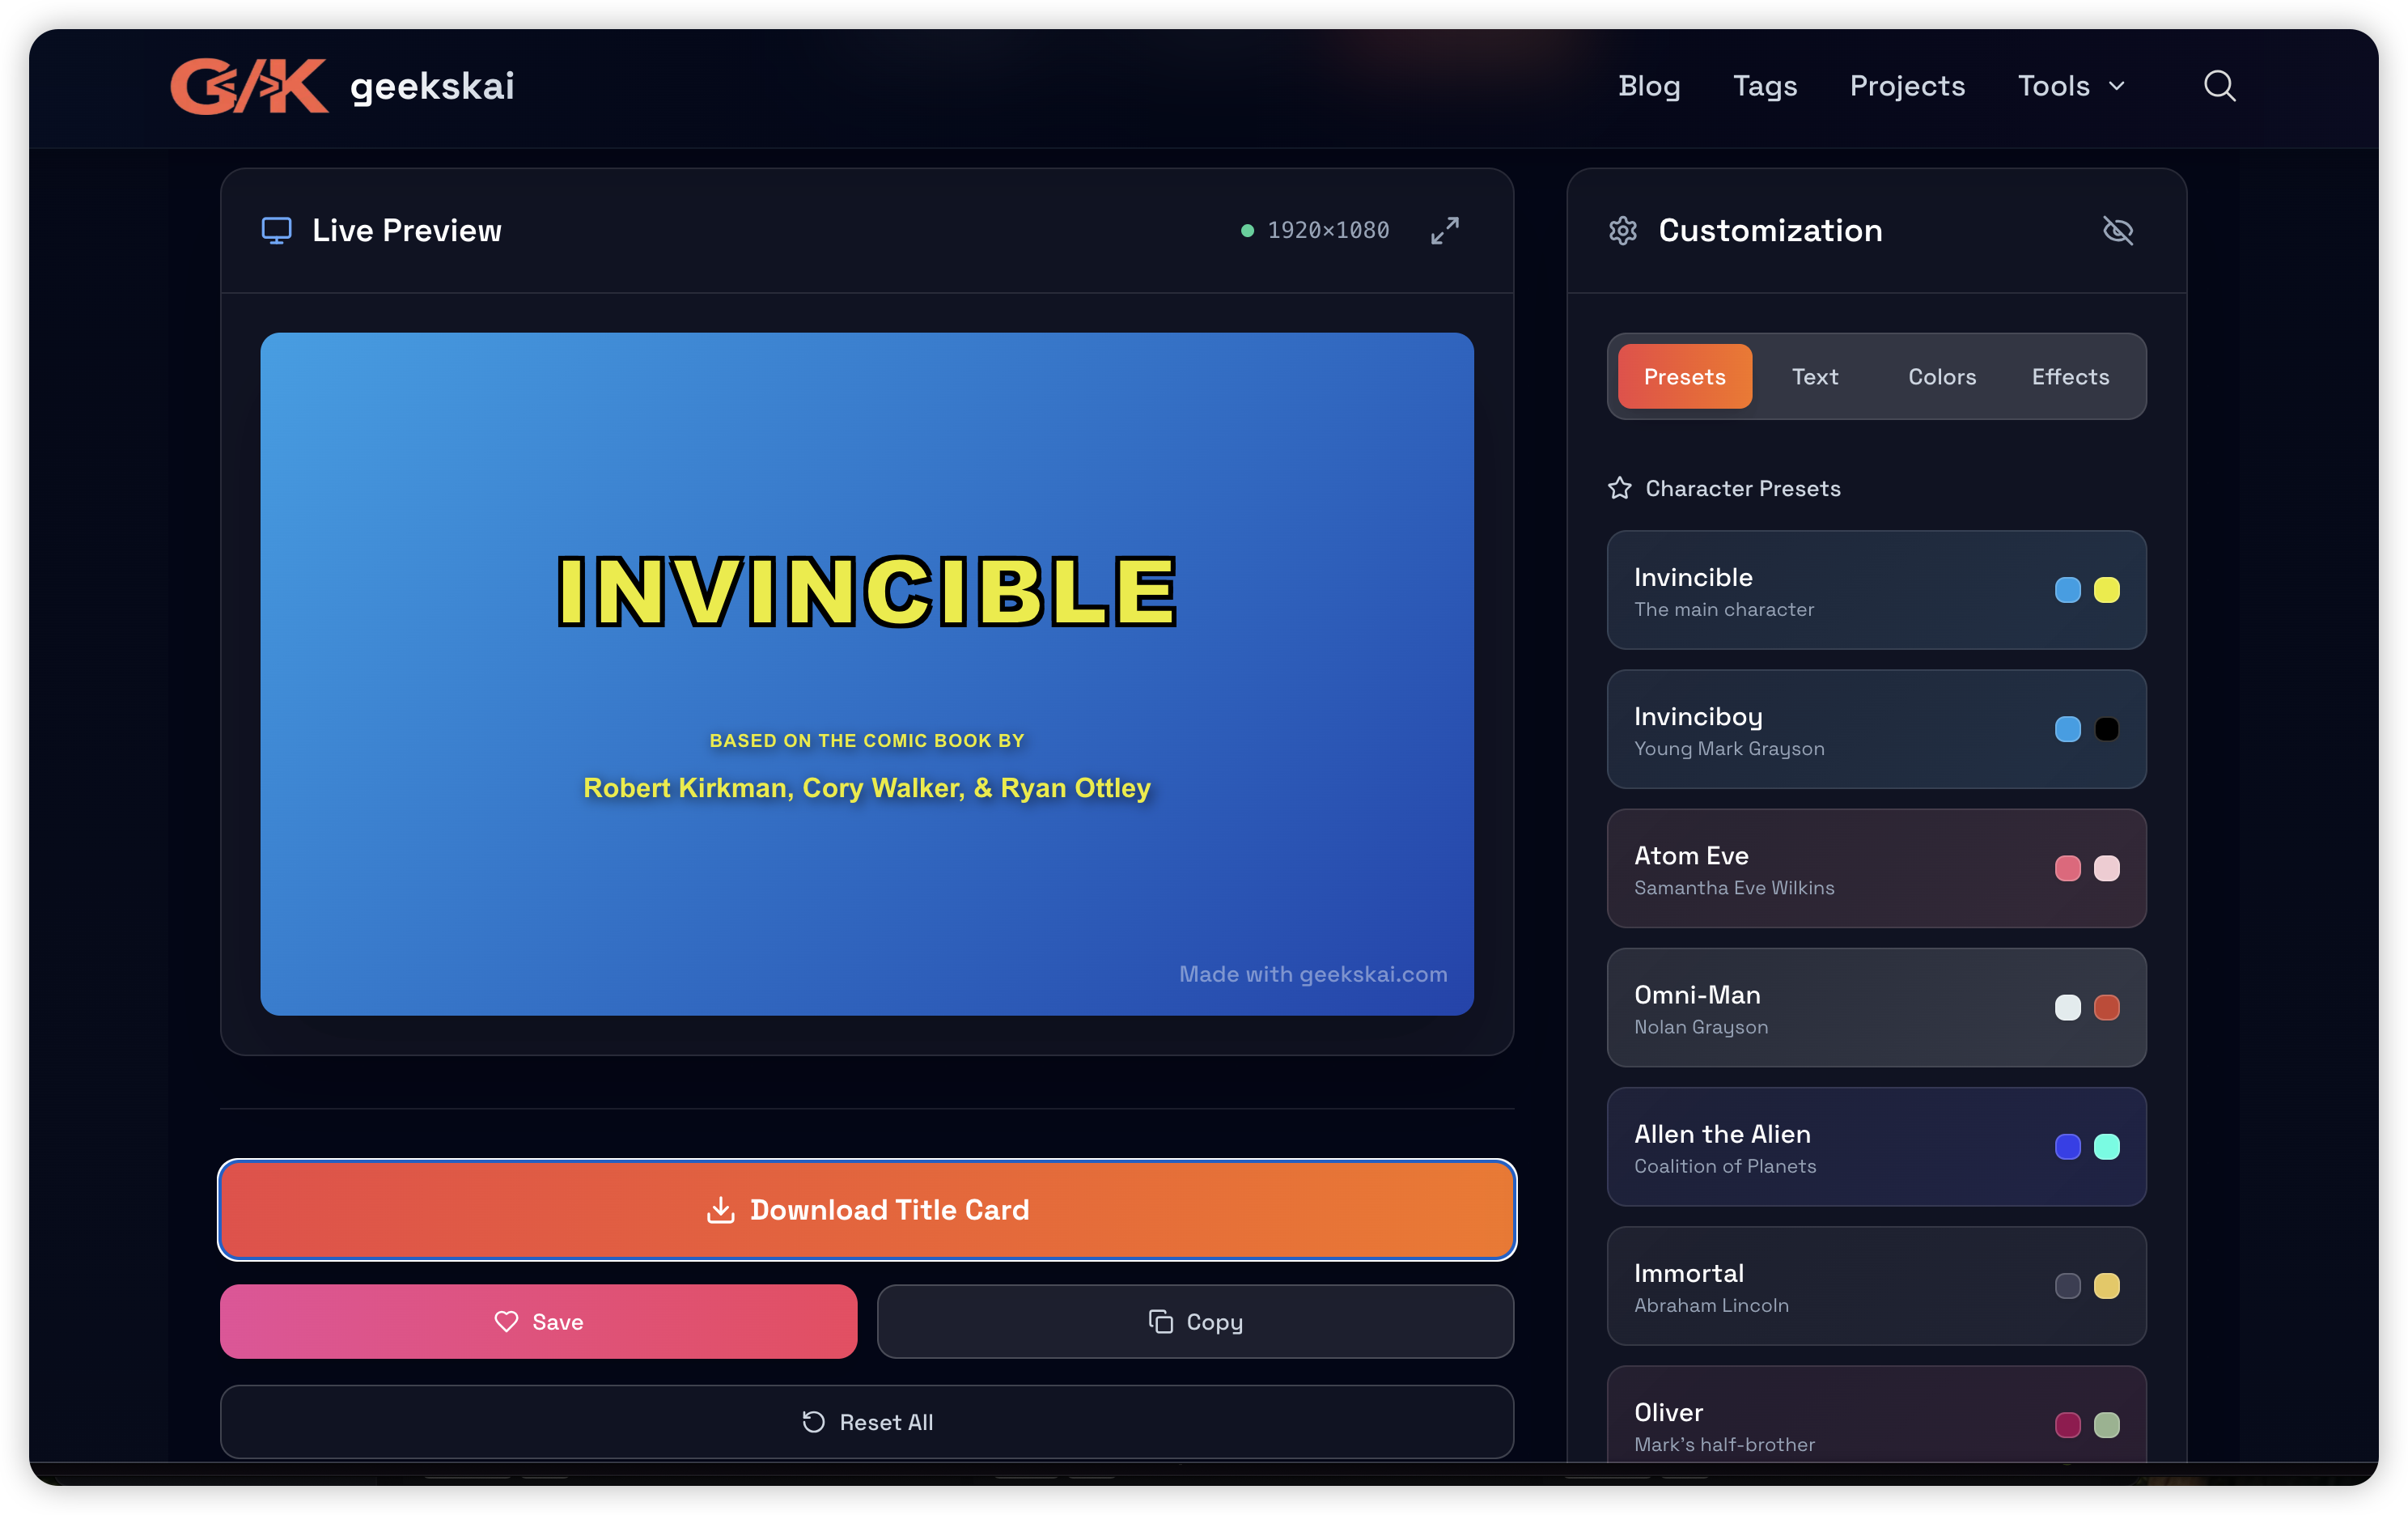 G/K geekskai
Blog Tags Projects Tools
Live Preview
1920×1080
INVINCIBLE
BASED ON THE COMIC BOOK BY
Robert Kirkman, Cory Walker, & Ryan Ottley
Made with geekskai.com
Download Title Card
Save
Copy
Reset All
Customization
Presets Text Colors Effects
Character Presets
Invincible
The main character
Invinciboy
Young Mark Grayson
Atom Eve
Samantha Eve Wilkins
Omni-Man
Nolan Grayson
Allen the Alien
Coalition of Planets
Immortal
Abraham Lincoln
Oliver
Mark's half-brother